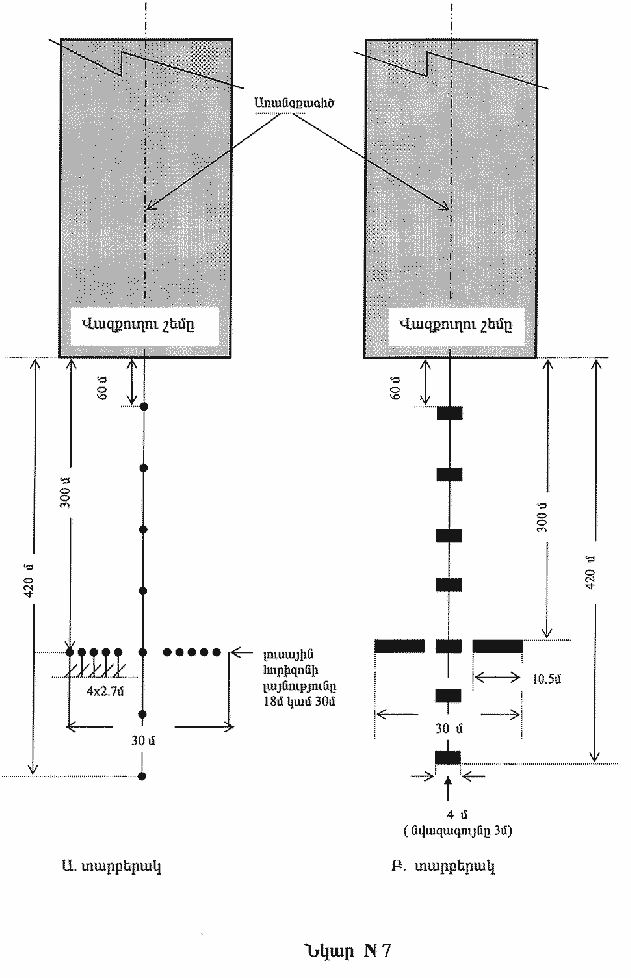 Առանցքագիծ
Վազքուղու շեմը
Վազքուղու շեմը
60 մ
60 մ
300 մ
300 մ
420 մ
420 մ
4x2.7մ
30 մ
լուսային
հորիզոնի
լայնությունը
18մ կամ 30մ
10.5մ
30 մ
4 մ
( նվազագույնը 3մ)
Ա. տարբերակ
Բ. տարբերակ
Նկար N 7